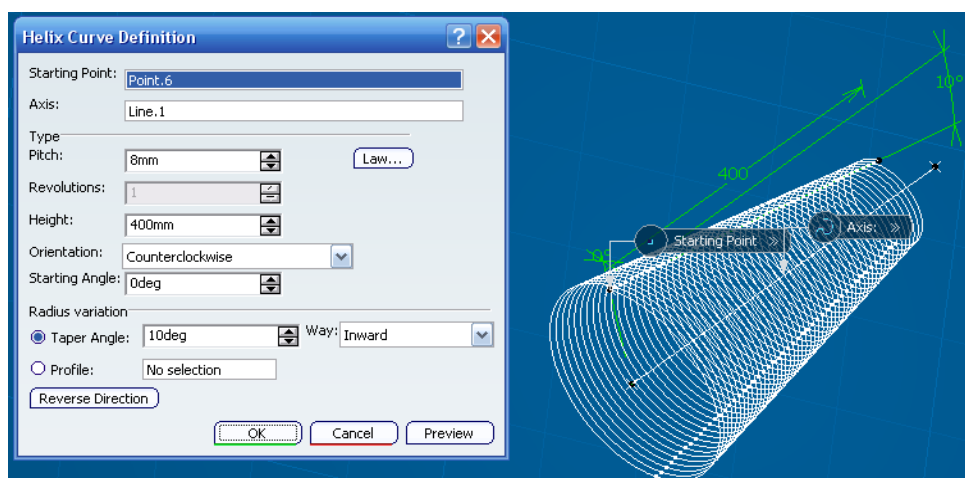 Helix Curve Definition
Starting Point: Point.6
Axis: Line.1
Type
Pitch: 8mm Law...
Revolutions: 1
Height: 400mm
Orientation: Counterclockwise
Starting Angle: 0deg
Radius variation
Taper Angle: 10deg Way: Inward
Profile: No selection
Reverse Direction
OK Cancel Preview
10°
400
Axis:
Starting Point
0°